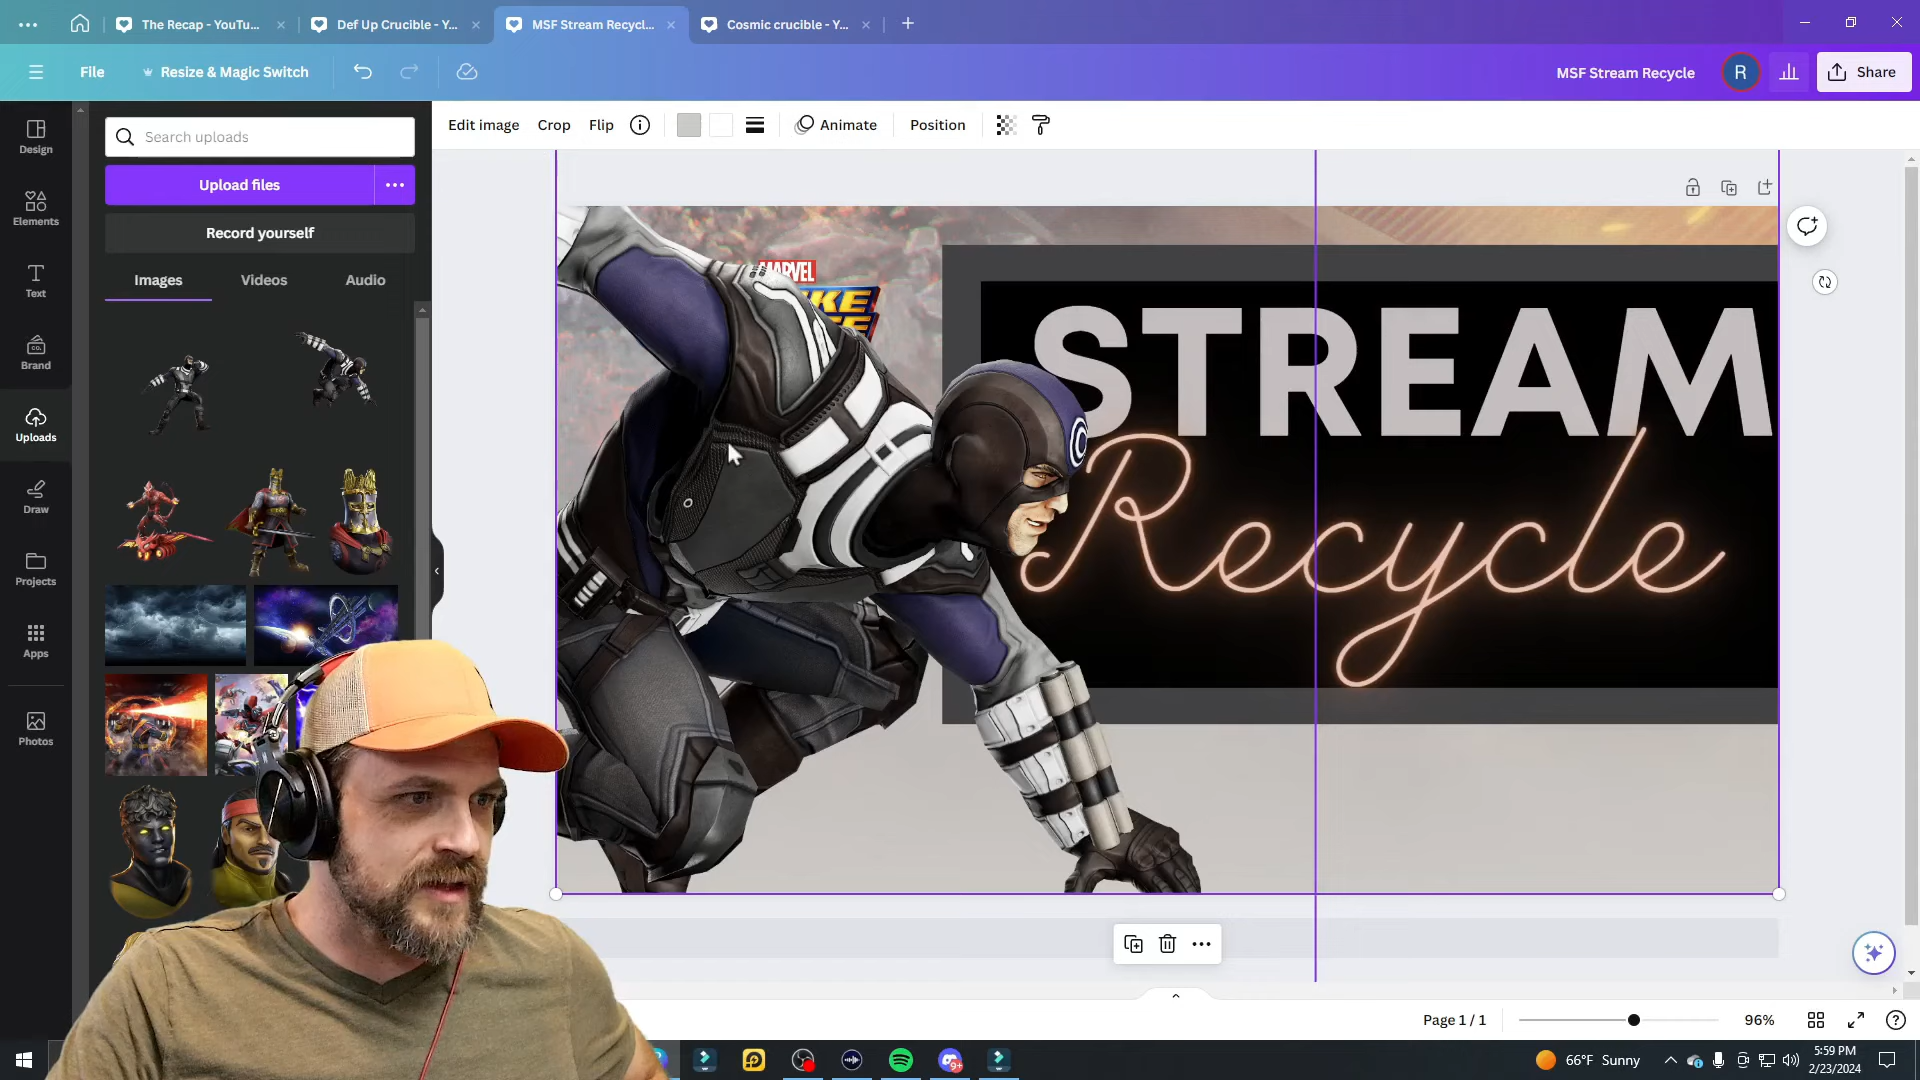 The Recap - YouTu...
Def Up Crucible - Y...
MSF Stream Recycl...
Cosmic crucible - Y...
File
Resize & Magic Switch
MSF Stream Recycle
R
Share
Edit image
Crop
Flip
Animate
Position
Search uploads
Upload files
Record yourself
Images
Videos
Audio
Design
Elements
Text
Brand
Uploads
Draw
Projects
Apps
Photos
MARVEL
STREAM
Recycle
Page 1 / 1
96%
66°F Sunny
5:59 PM
2/23/2024